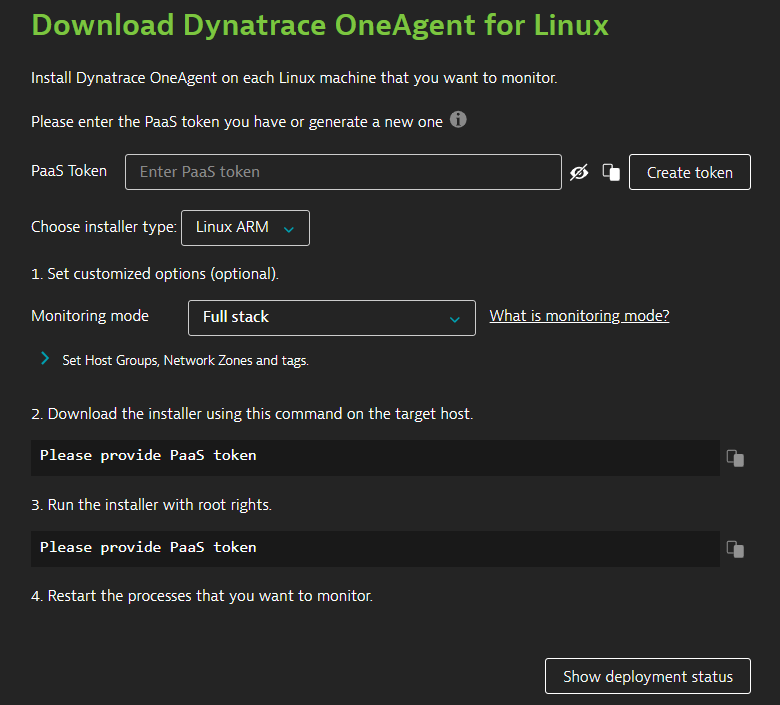 Download Dynatrace OneAgent for Linux
Install Dynatrace OneAgent on each Linux machine that you want to monitor.
Please enter the PaaS token you have or generate a new one
PaaS Token Enter PaaS token Create token
Choose installer type: Linux ARM
1. Set customized options (optional).
Monitoring mode Full stack What is monitoring mode?
Set Host Groups, Network Zones and tags.
2. Download the installer using this command on the target host.
Please provide PaaS token
3. Run the installer with root rights.
Please provide PaaS token
4. Restart the processes that you want to monitor.
Show deployment status